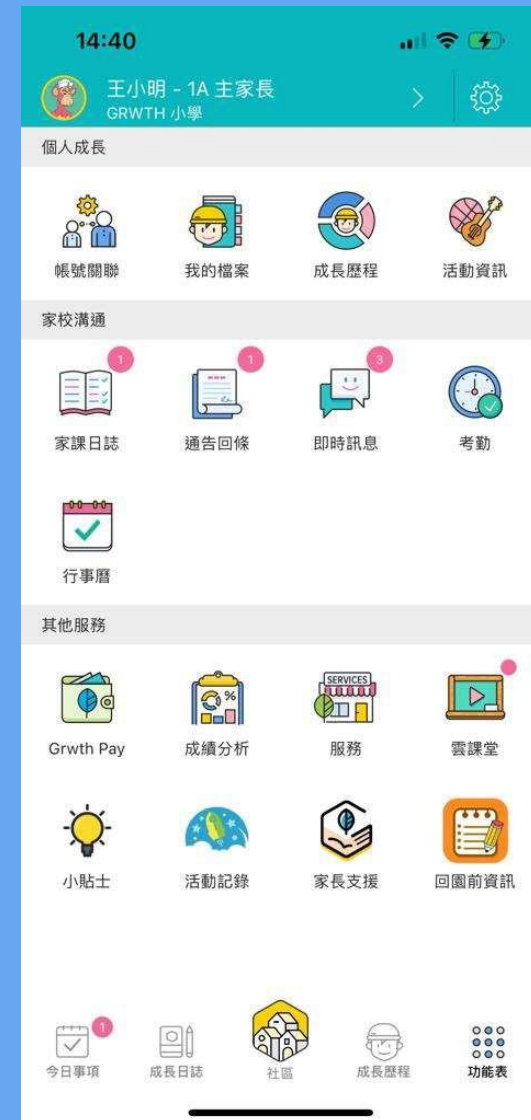 14:40
王小明 - 1A 主家長
GRWTH 小學
個人成長
帳號關聯 我的檔案 成長歷程 活動資訊
家校溝通
1 1 3
家課日誌 通告回條 即時訊息 考勤
行事曆
其他服務
SERVICES
%
Grwth Pay 成績分析 服務 雲課堂
小貼士 活動記錄 家長支援 回園前資訊
1
今日事項 成長日誌 社區 成長歷程 功能表